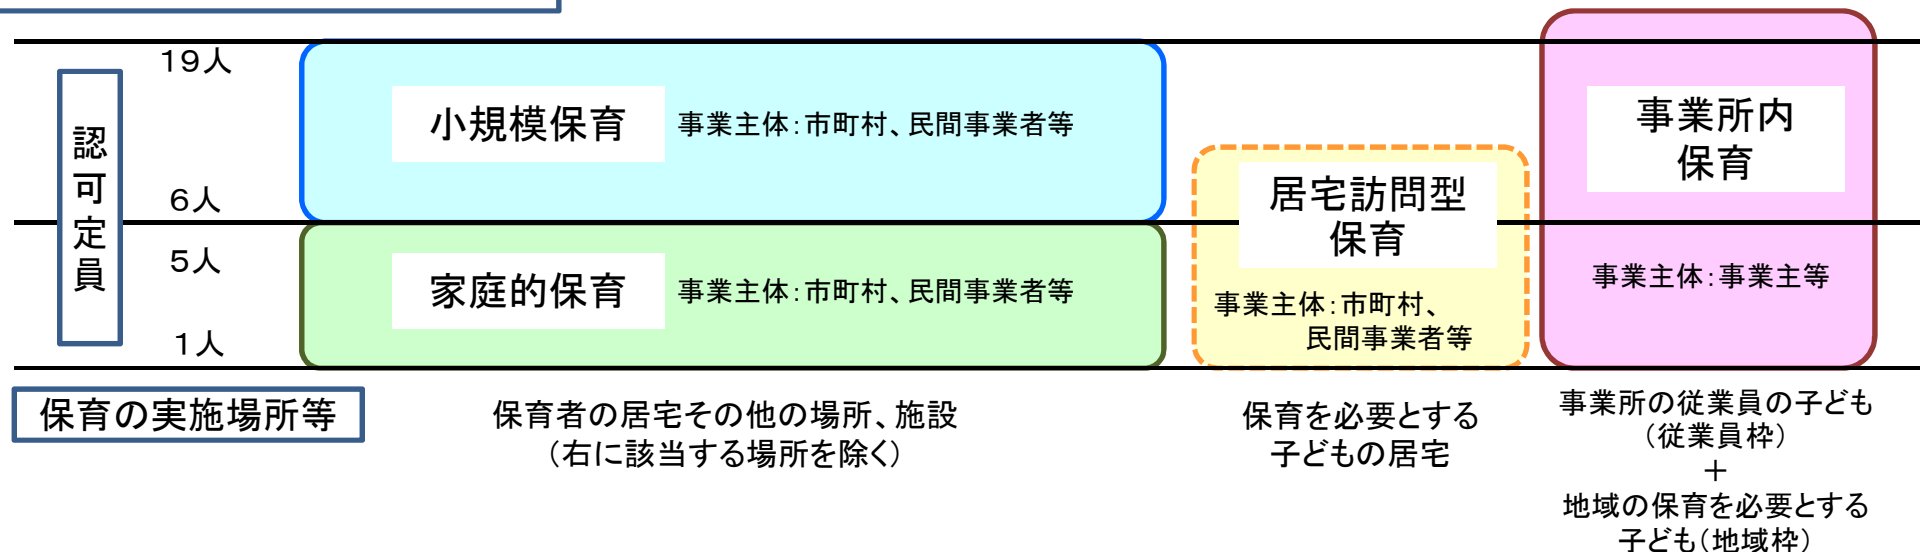 認可定員
19人
6人
5人
1人
小規模保育
事業主体：市町村、民間事業者等
家庭的保育
事業主体：市町村、民間事業者等
居宅訪問型
保育
事業主体：市町村、
民間事業者等
事業所内
保育
事業主体：事業主等
保育の実施場所等
保育者の居宅その他の場所、施設
（右に該当する場所を除く）
保育を必要とする
子どもの居宅
事業所の従業員の子ども
（従業員枠）
＋
地域の保育を必要とする
子ども（地域枠）